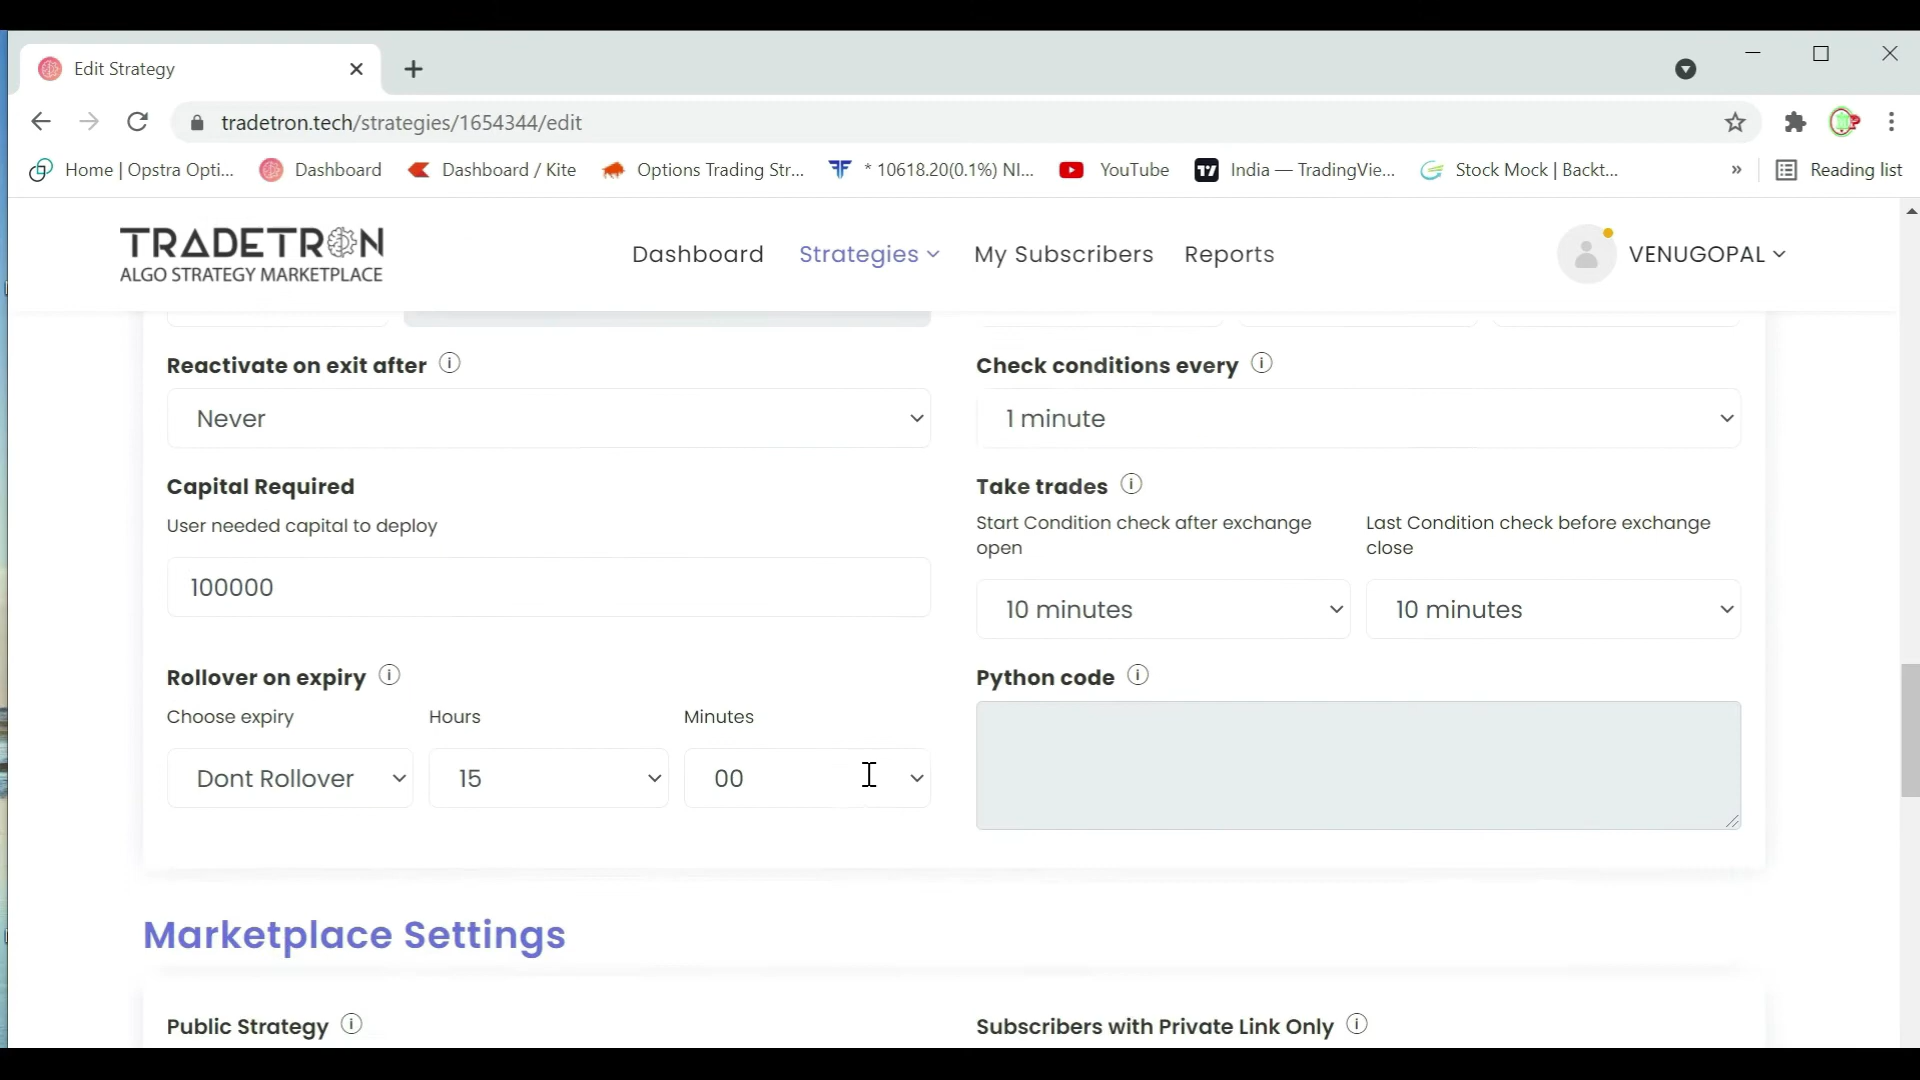 Edit Strategy
tradetron.tech/strategies/1654344/edit
Home | Opstra Opti...
Dashboard
Dashboard / Kite
Options Trading Str...
* 10618.20(0.1%) NI...
YouTube
India — TradingVie...
Stock Mock | Backt...
»
Reading list
TRADETRON
ALGO STRATEGY MARKETPLACE
Dashboard
Strategies
My Subscribers
Reports
VENUGOPAL
Reactivate on exit after
Check conditions every
Never
1 minute
Capital Required
Take trades
User needed capital to deploy
Start Condition check after exchange
open
Last Condition check before exchange
close
100000
10 minutes
10 minutes
Rollover on expiry
Python code
Choose expiry
Hours
Minutes
Dont Rollover
15
00
Marketplace Settings
Public Strategy
Subscribers with Private Link Only